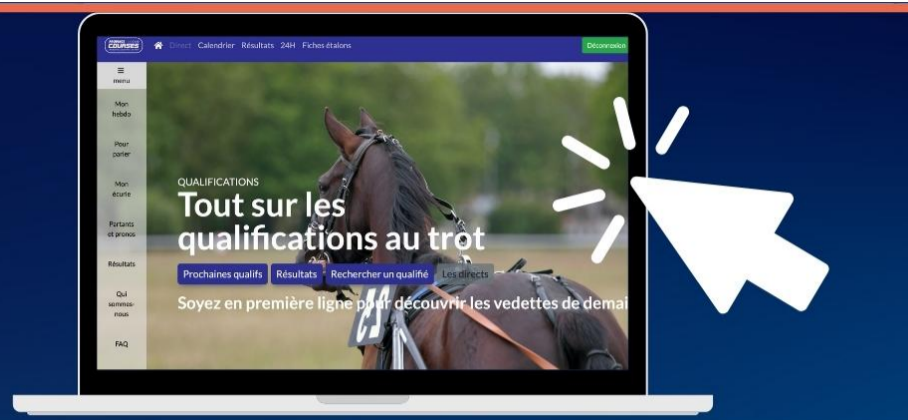 COURSES
Direct Calendrier Résultats 24H Fiches étalons
Déconnexion
menu
Mon
hebdo
Pour
parier
Mon
écurie
Partants
et pronos
Résultats
Qui
sommes-
nous
FAQ
QUALIFICATIONS
Tout sur les
qualifications au trot
Prochaines qualifs Résultats Rechercher un qualifié Les directs
Soyez en première ligne pour découvrir les vedettes de demai